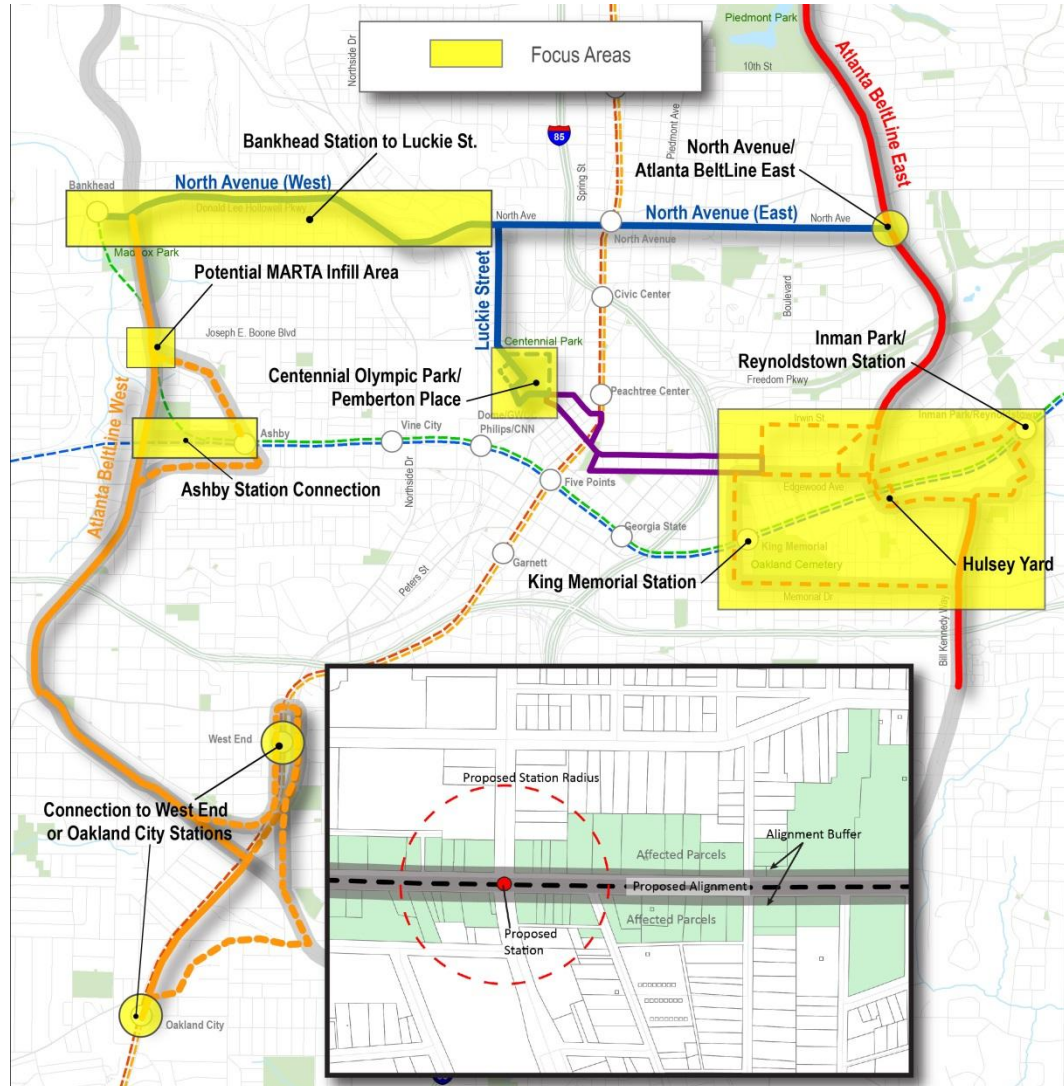 Piedmont Park
Northside Dr
Focus Areas
10th St
85
Spring St
Piedmont Ave
Atlanta BeltLine East
North Avenue/
Atlanta BeltLine East
Bankhead Station to Luckie St.
Bankhead
North Avenue (West)
Donald Lee Hollowell Pkwy
North Ave
North Avenue (East)
North Ave
North Avenue
Maddox Park
Potential MARTA Infill Area
Luckie Street
Civic Center
Boulevard
Joseph E. Boone Blvd
Centennial Park
Inman Park/
Reynoldstown Station
Centennial Olympic Park/
Pemberton Place
Peachtree Center
Freedom Pkwy
Dome/GWCC
Philips/CNN
Irwin St
Inman Park/Reynoldstown
Ashby
Vine City
Atlanta Beltline West
Ashby Station Connection
Northside Dr
Five Points
Edgewood Ave
Georgia State
King Memorial
Oakland Cemetery
Hulsey Yard
Garnett
King Memorial Station
Memorial Dr
Peters St
Bill Kennedy Way
West End
Connection to West End
or Oakland City Stations
Oakland City
Proposed Station Radius
Alignment Buffer
Affected Parcels
Proposed Alignment
Affected Parcels
Proposed
Station